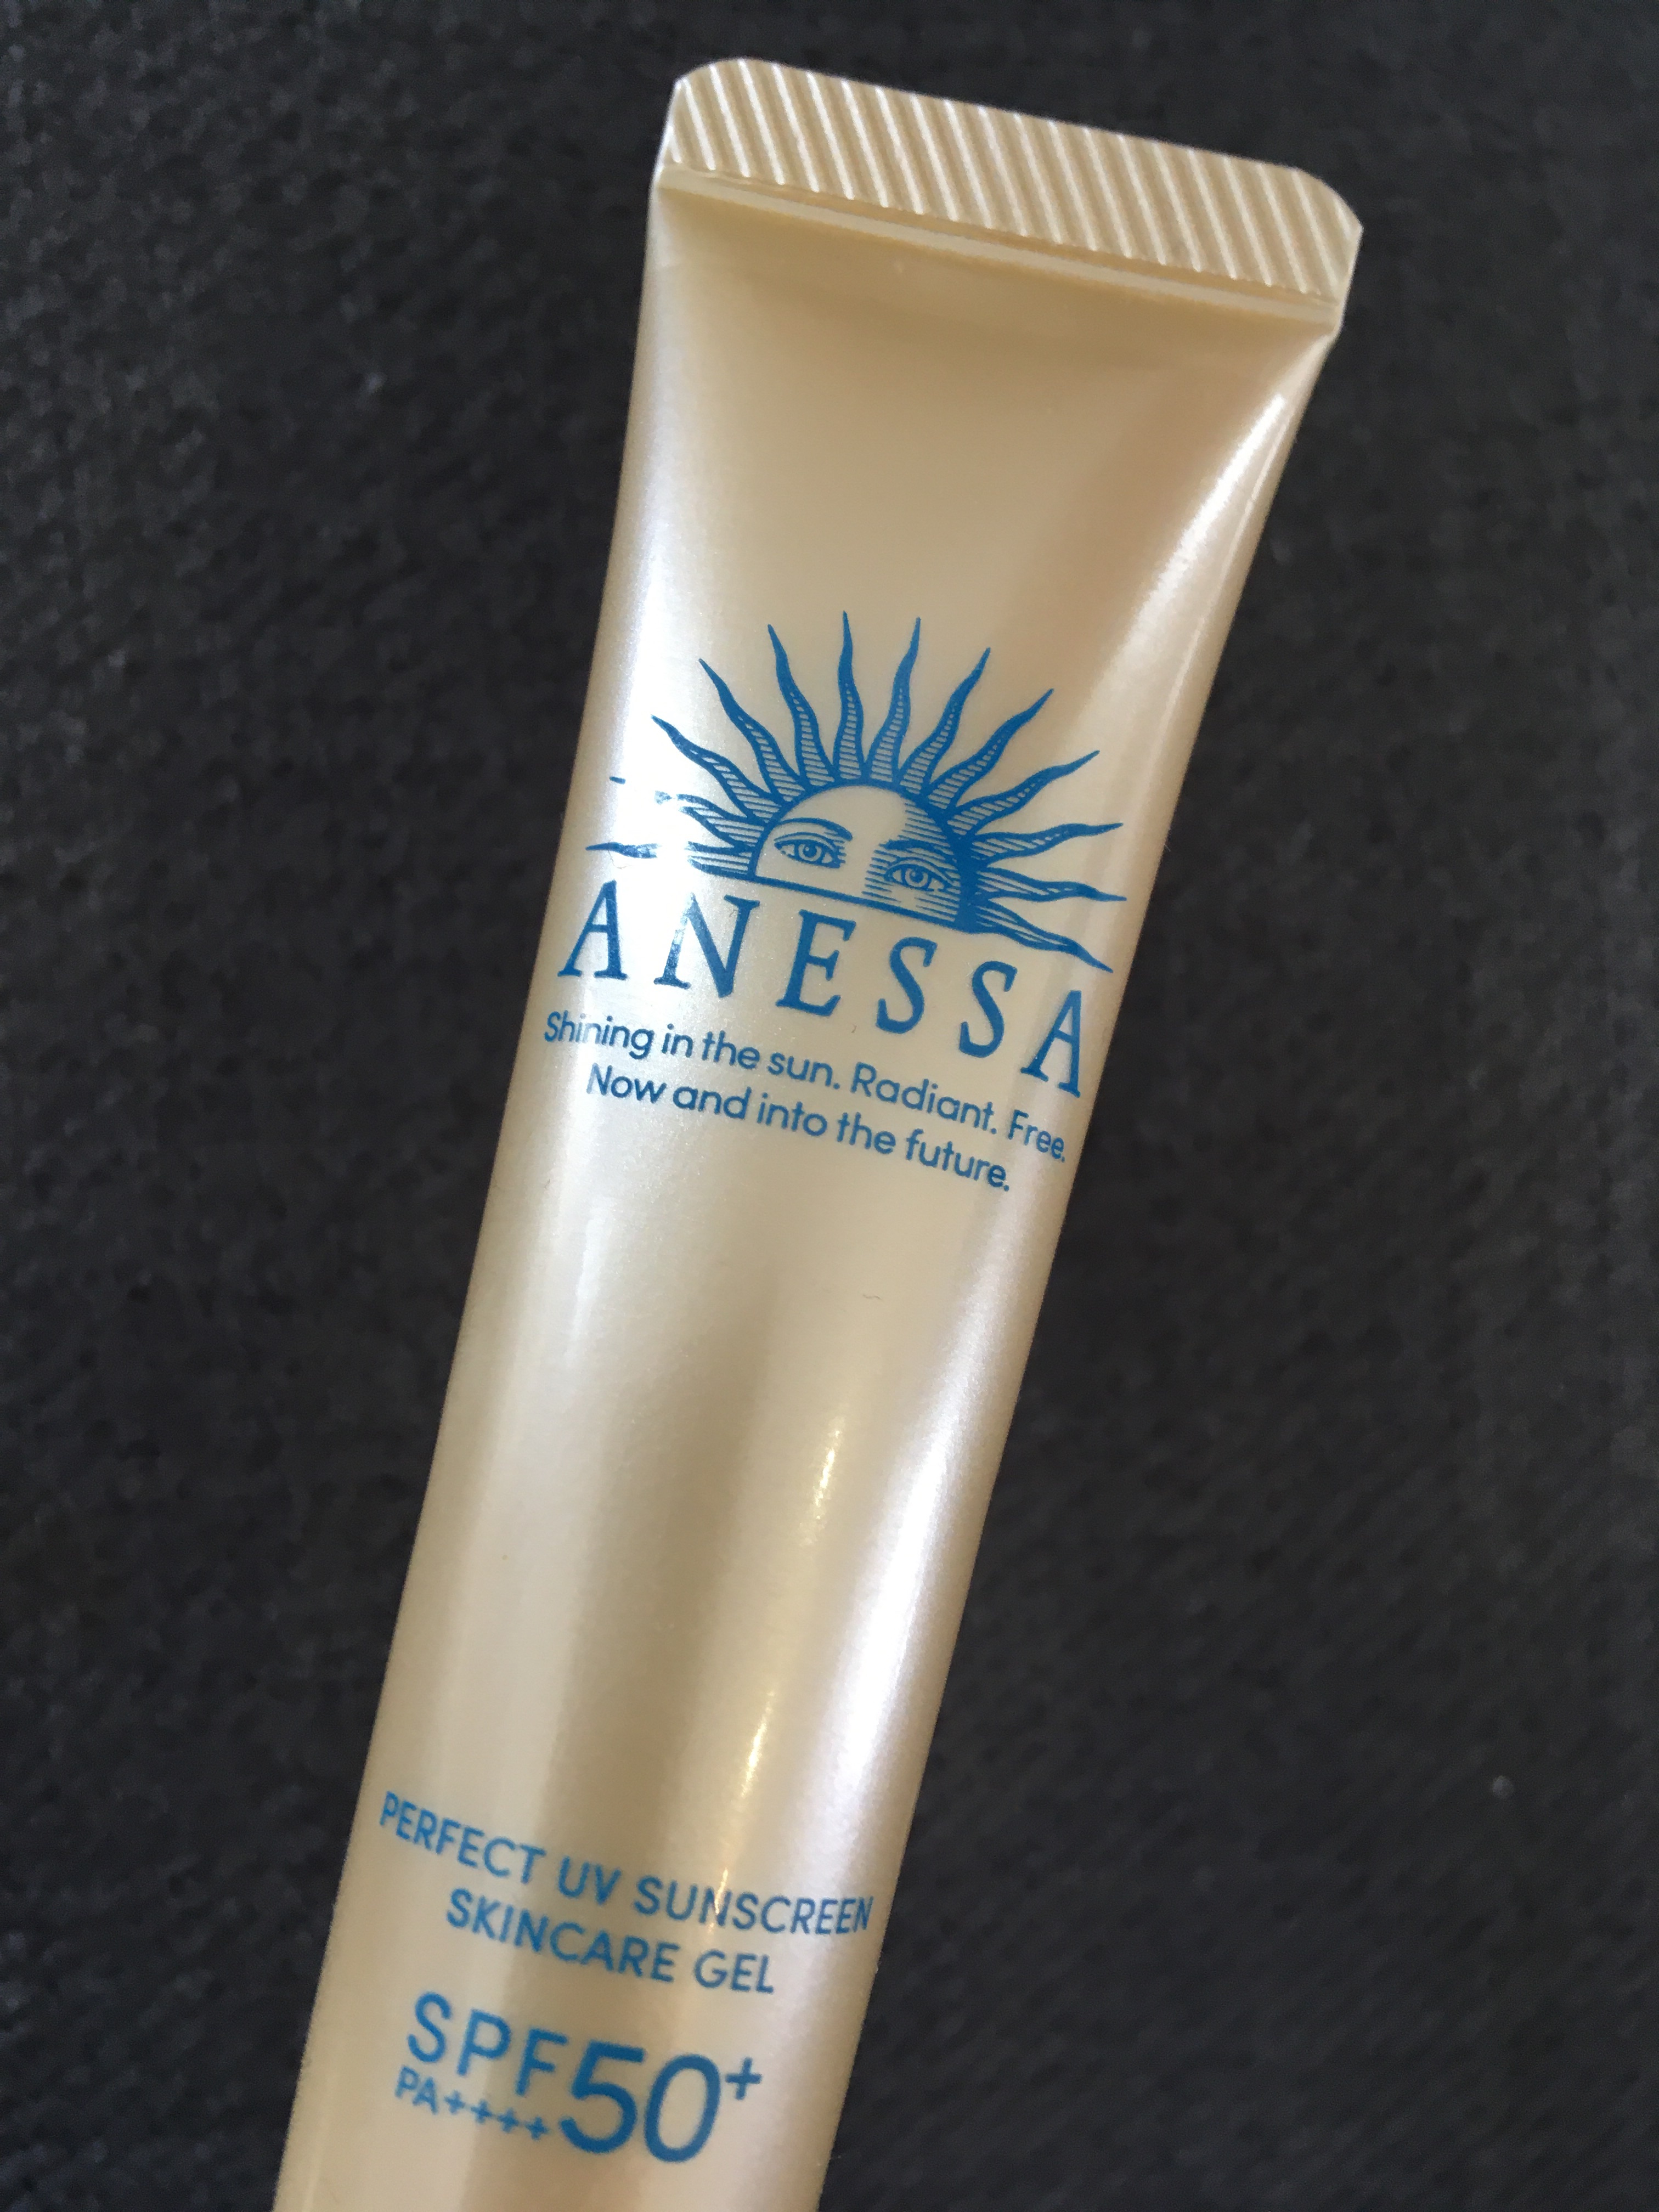 ANESSA
Shining in the sun. Radiant. Free.
Now and into the future.
PERFECT UV SUNSCREEN
SKINCARE GEL
SPF50+
PA++++